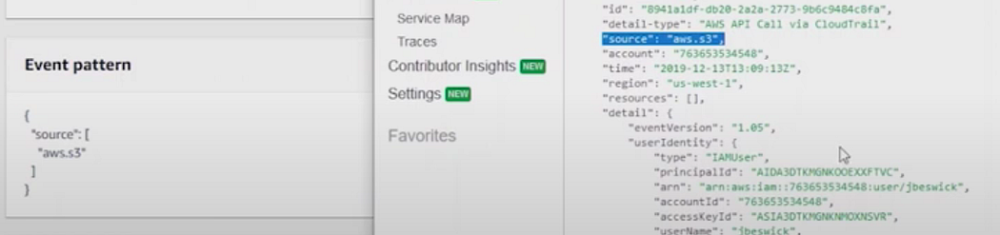 Event pattern
{
"source": [
"aws.s3"
]
}
Service Map
Traces
Contributor Insights NEW
Settings NEW
Favorites
"id": "8941a1df-db20-2a2a-2773-9b6c9484c8fa",
"detail-type": "AWS API Call via CloudTrail",
"source": "aws.s3",
"account": "763653534548",
"time": "2019-12-13T13:09:13Z",
"region": "us-west-1",
"resources": [],
"detail": {
"eventVersion": "1.05",
"userIdentity": {
"type": "IAMUser",
"principalId": "AIDA3DTKMGNKOOEXXFTVC",
"arn": "arn:aws:iam::763653534548:user/jbeswick",
"accountId": "763653534548",
"accessKeyId": "ASIA3DTKMGNKNMOXNSVR",
"userName": "jbeswick",